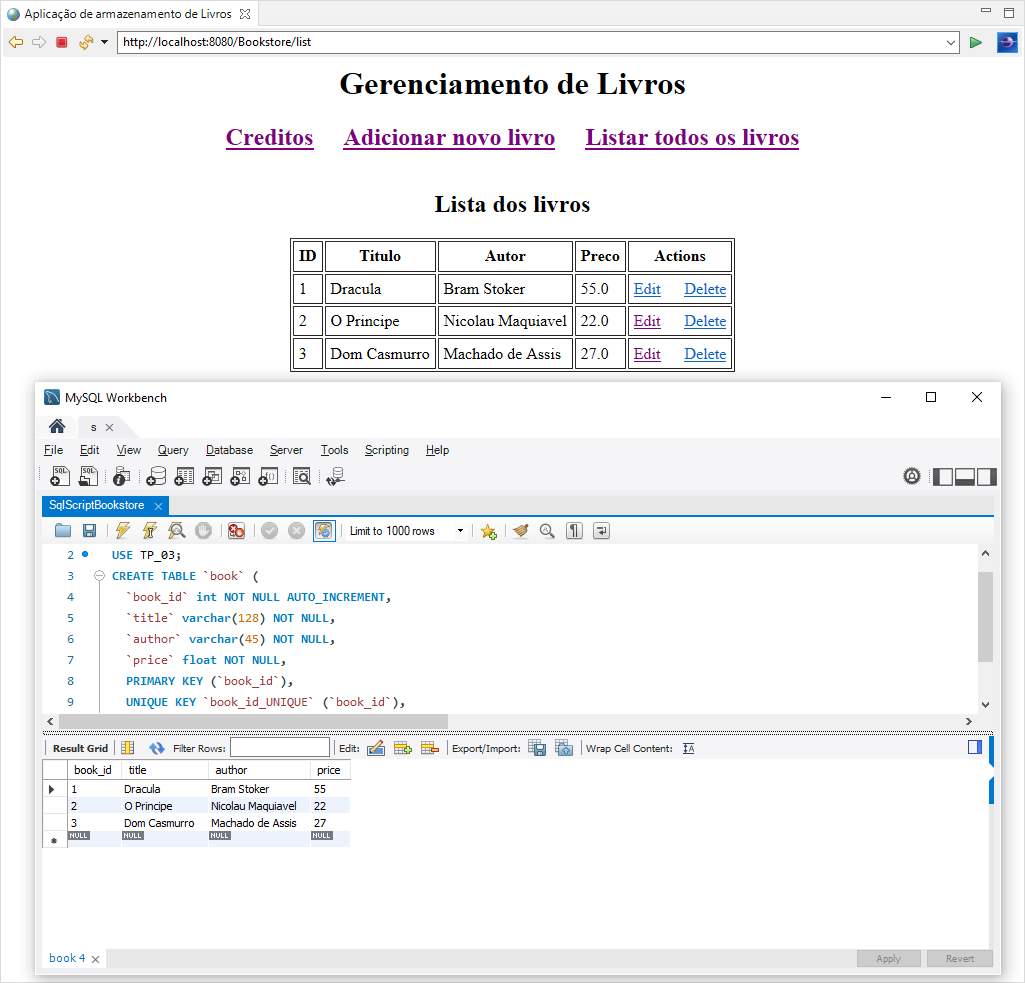 Aplicação de armazenamento de Livros
http://localhost:8080/Bookstore/list
Gerenciamento de Livros
Creditos Adicionar novo livro Listar todos os livros
Lista dos livros
ID Titulo Autor Preco Actions
1 Dracula Bram Stoker 55.0 Edit Delete
2 O Principe Nicolau Maquiavel 22.0 Edit Delete
3 Dom Casmurro Machado de Assis 27.0 Edit Delete
MySQL Workbench
s
File Edit View Query Database Server Tools Scripting Help
SQL SQL
SqlScriptBookstore
Limit to 1000 rows
2 USE TP_03;
3 CREATE TABLE `book` (
4 `book_id` int NOT NULL AUTO_INCREMENT,
5 `title` varchar(128) NOT NULL,
6 `author` varchar(45) NOT NULL,
7 `price` float NOT NULL,
8 PRIMARY KEY (`book_id`),
9 UNIQUE KEY `book_id_UNIQUE` (`book_id`),
Result Grid Filter Rows: Edit: Export/Import: Wrap Cell Content:
book_id title author price
1 Dracula Bram Stoker 55
2 O Principe Nicolau Maquiavel 22
3 Dom Casmurro Machado de Assis 27
NULL NULL NULL NULL
book 4 Apply Revert